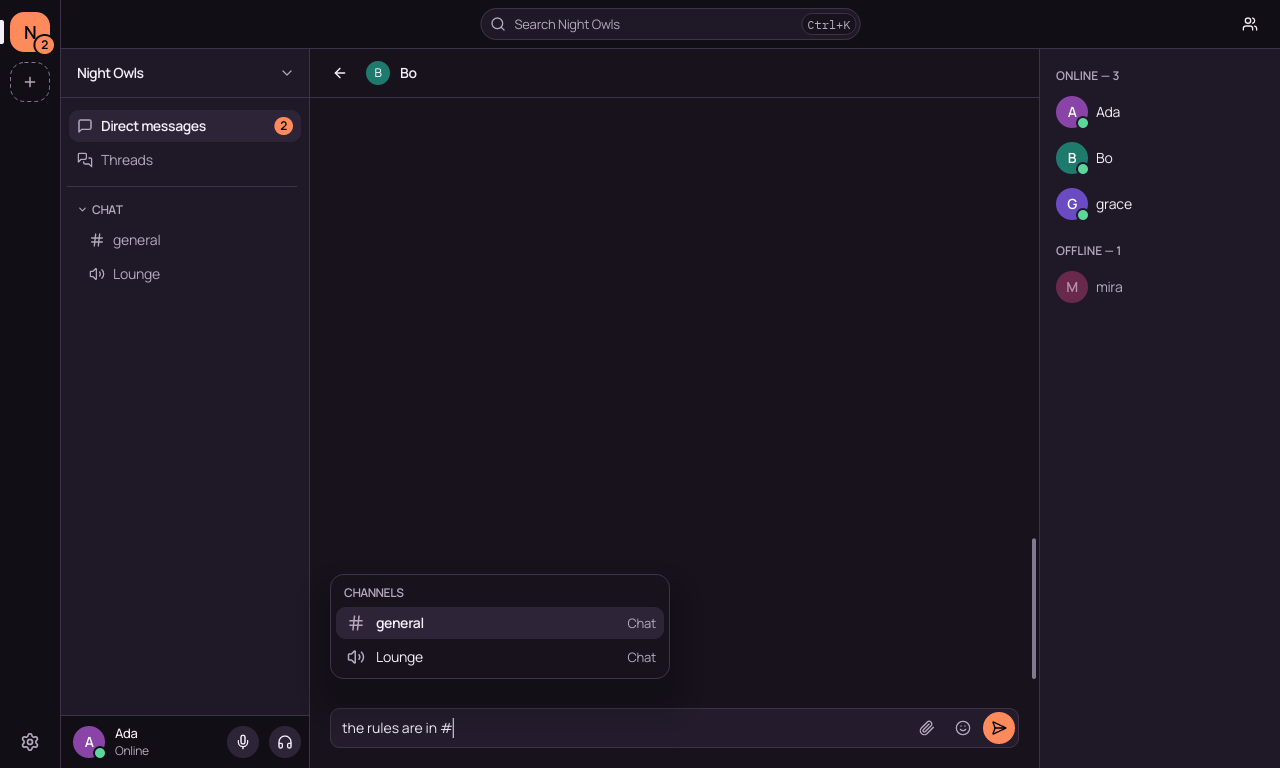 N
2
Search Night Owls
Ctrl+K
Night Owls
Direct messages
2
Threads
CHAT
general
Lounge
A
Ada
Online
B
Bo
CHANNELS
general
Chat
Lounge
Chat
the rules are in #
ONLINE — 3
A
Ada
B
Bo
G
grace
OFFLINE — 1
M
mira